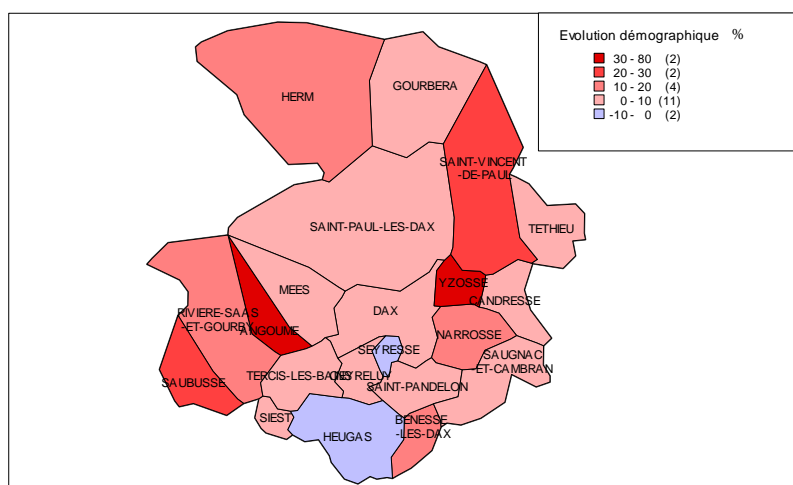 Evolution démographique %
30 - 80 (2)
20 - 30 (2)
10 - 20 (4)
0 - 10 (11)
-10 - 0 (2)
HERM
GOURBERA
SAINT-VINCENT
-DE-PAUL
TETHIEU
SAINT-PAUL-LES-DAX
YZOSSE
CANDRESSE
MEES
DAX
RIVIERE-SAAS
-ET-GOURBY
ANGOUME
NARROSSE
SEYRESSE
SAUGNAC
-ET-CAMBRAN
SAUBUSSE
TERCIS-LES-BAINS
OEYRELUY
SAINT-PANDELON
SIEST
BENESSE
-LES-DAX
HEUGAS